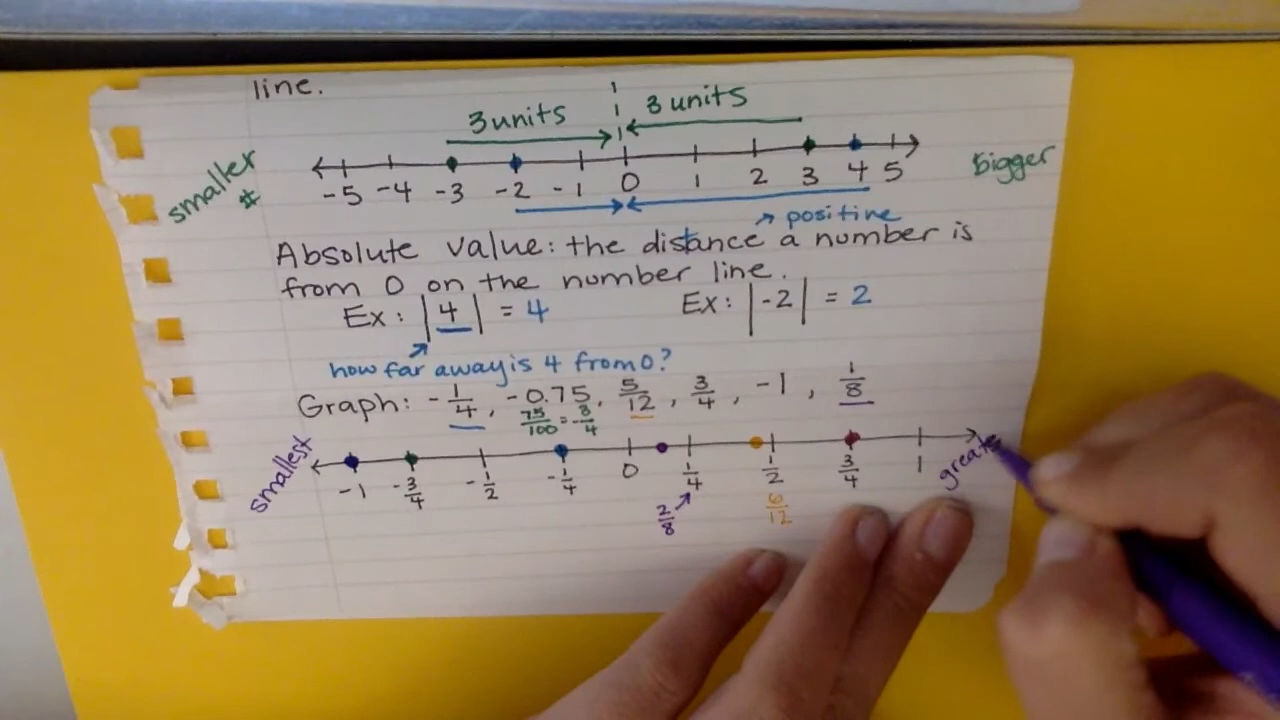 line.
3 units 3 units
smaller # -5 -4 -3 -2 -1 0 1 2 3 4 5 bigger
→ positive
Absolute value: the distance a number is
from 0 on the number line.
Ex: |4| = 4 Ex: |-2| = 2
how far away is 4 from 0?
Graph: -1/4, -0.75, 5/12, 3/4, -1, 1/8
75/100 = -3/4
smallest -1 -3/4 -1/2 -1/4 0 1/4 1/2 3/4 1 greates
2/8 6/12